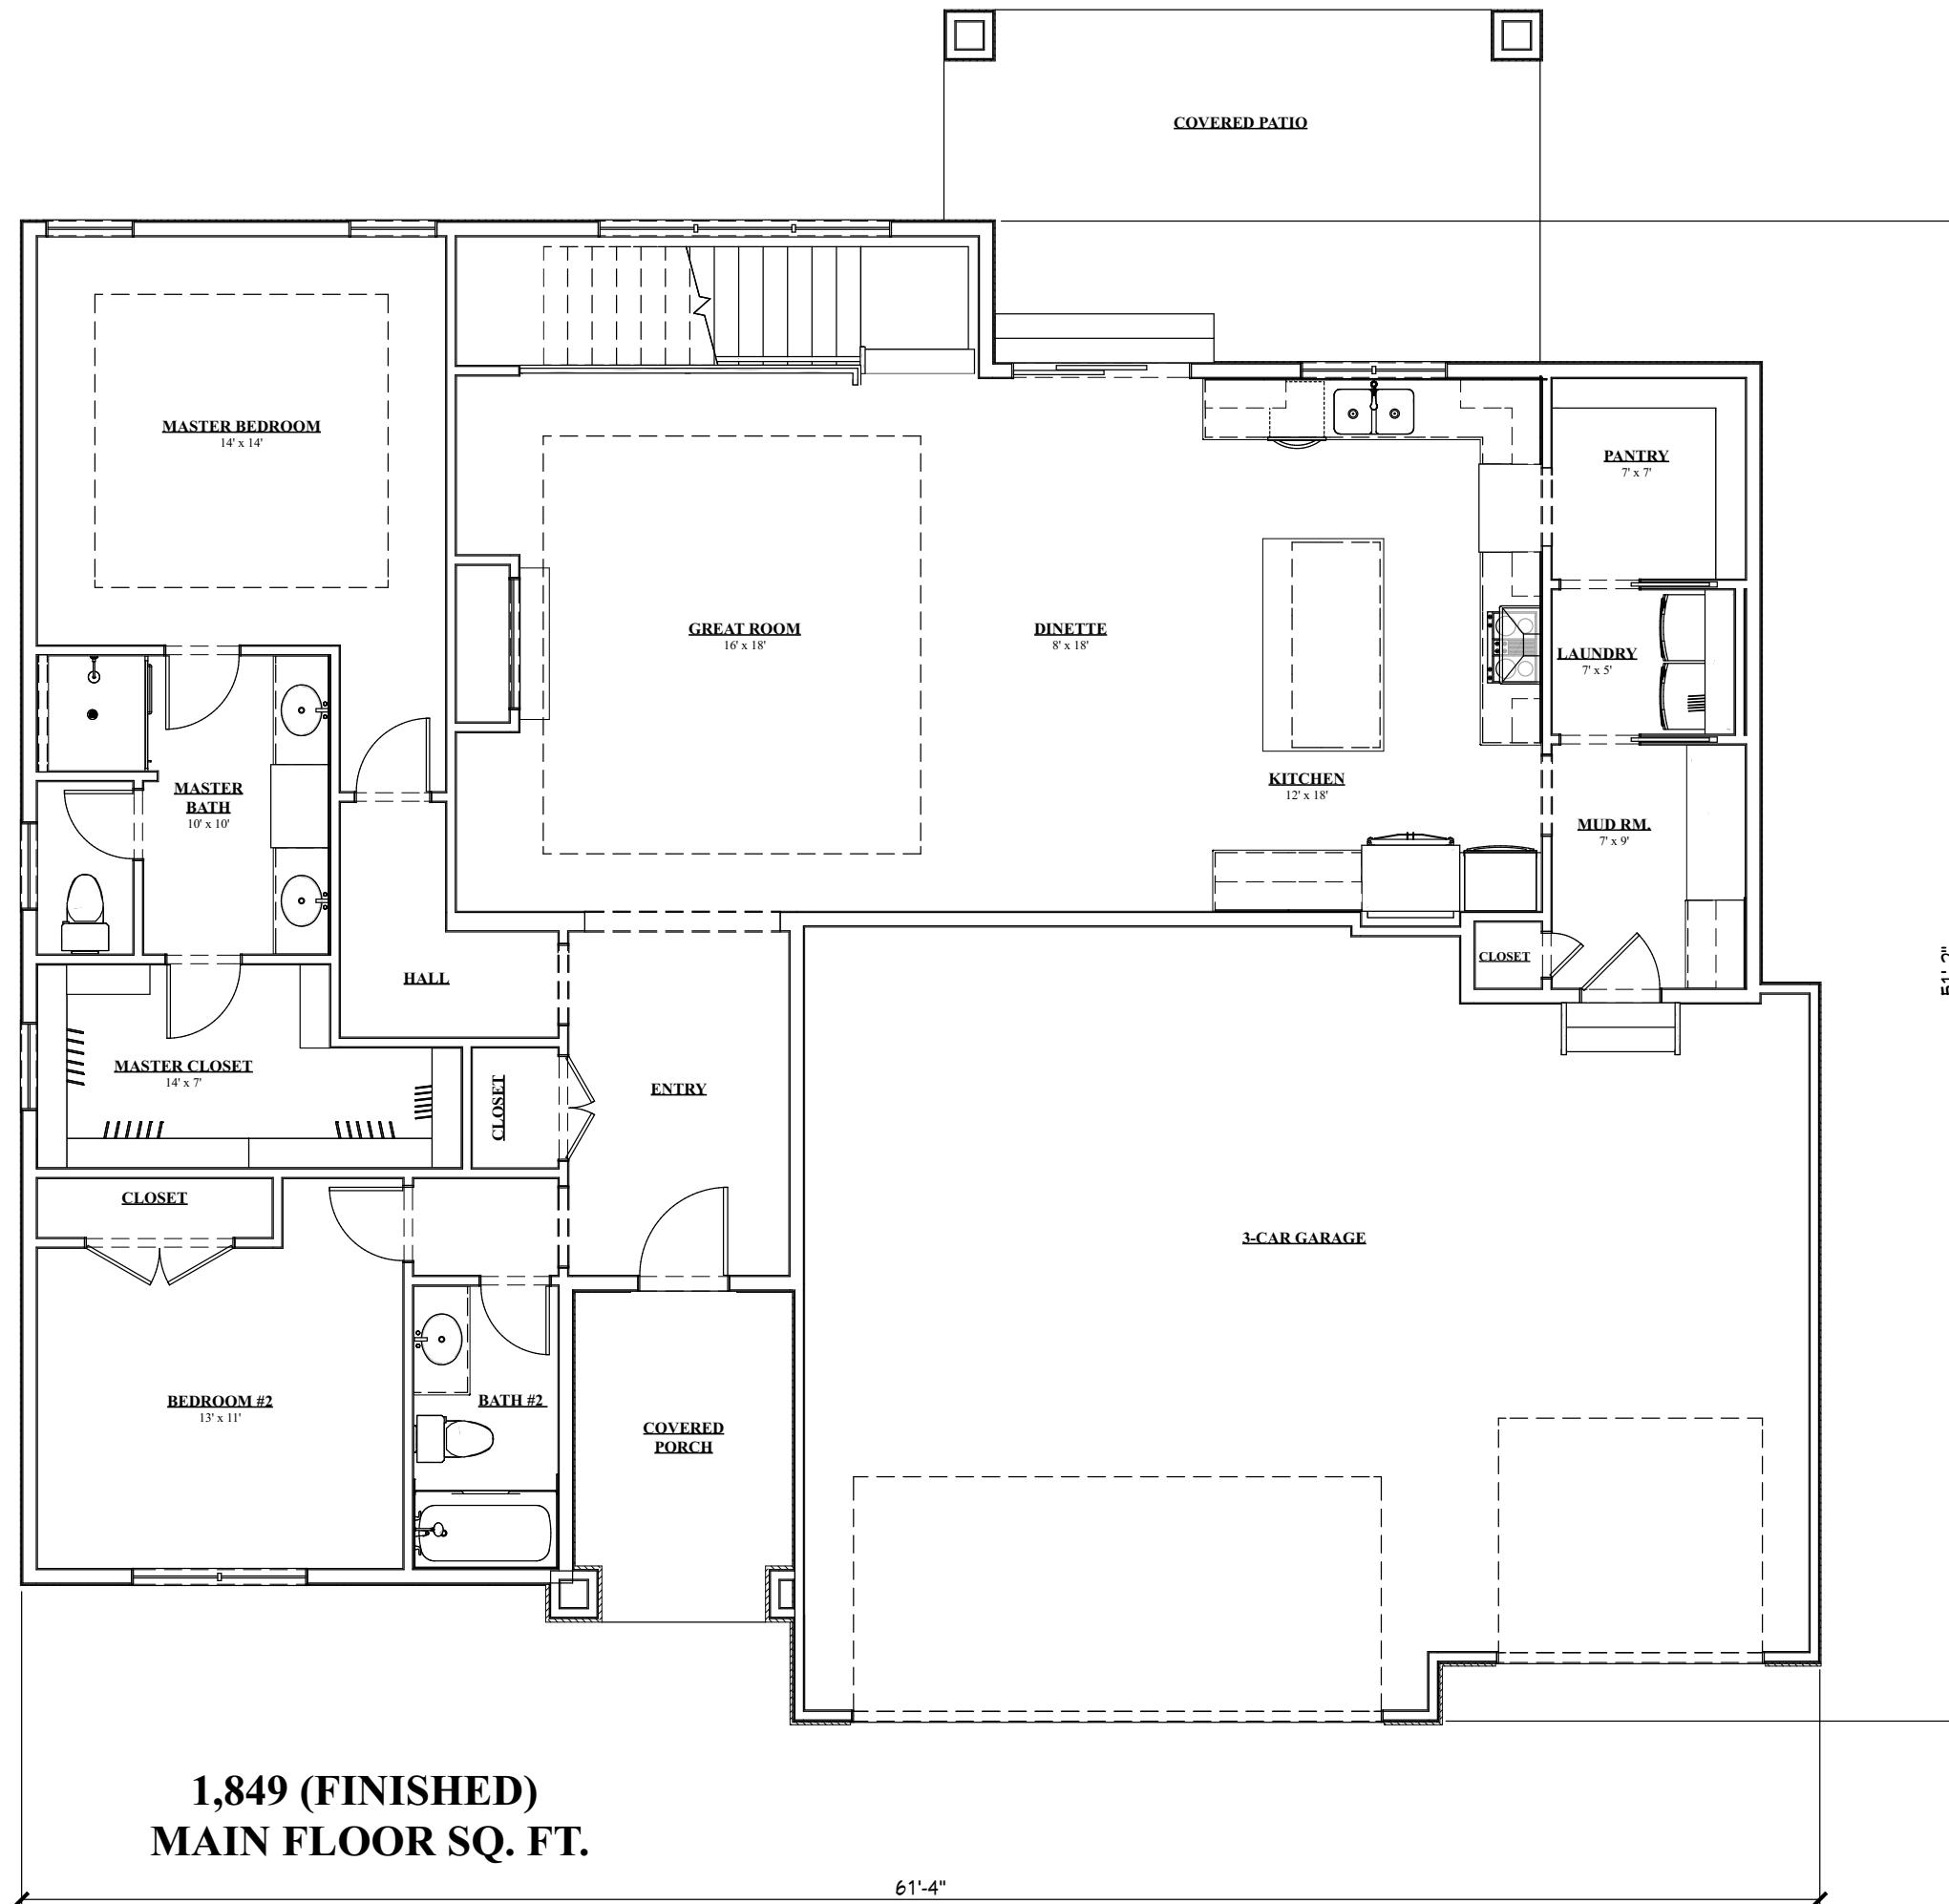 COVERED PATIO
MASTER BEDROOM
14' x 14'
PANTRY
7' x 7'
GREAT ROOM
16' x 18'
DINETTE
8' x 18'
LAUNDRY
7' x 5'
MASTER
BATH
10' x 10'
KITCHEN
12' x 18'
MUD RM.
7' x 9'
CLOSET
HALL
51'-2"
MASTER CLOSET
14' x 7'
CLOSET
ENTRY
CLOSET
3-CAR GARAGE
BEDROOM #2
13' x 11'
BATH #2
COVERED
PORCH
1,849 (FINISHED)
MAIN FLOOR SQ. FT.
61'-4"